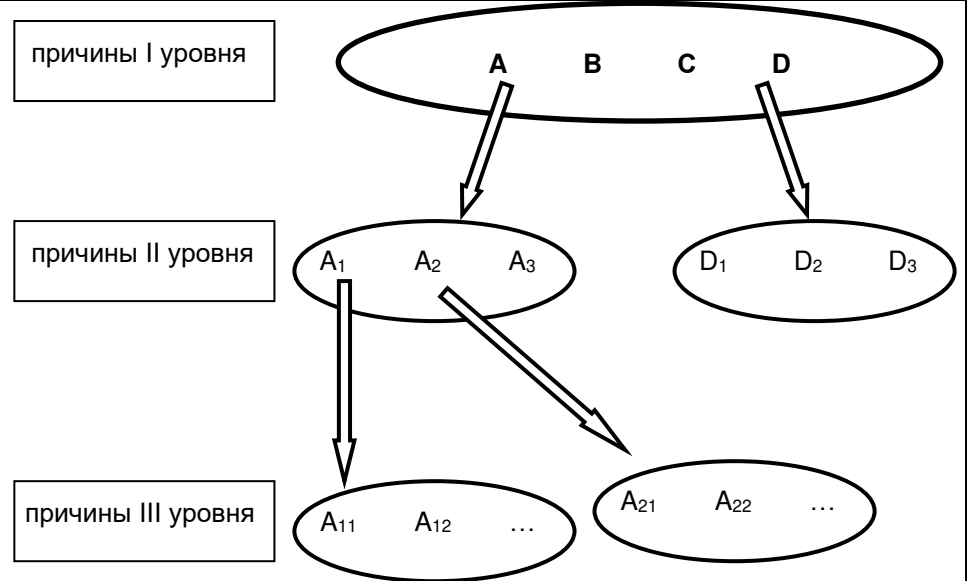 причины I уровня
A B C D
причины II уровня
A₁ A₂ A₃
D₁ D₂ D₃
причины III уровня
A₁₁ A₁₂ …
A₂₁ A₂₂ …